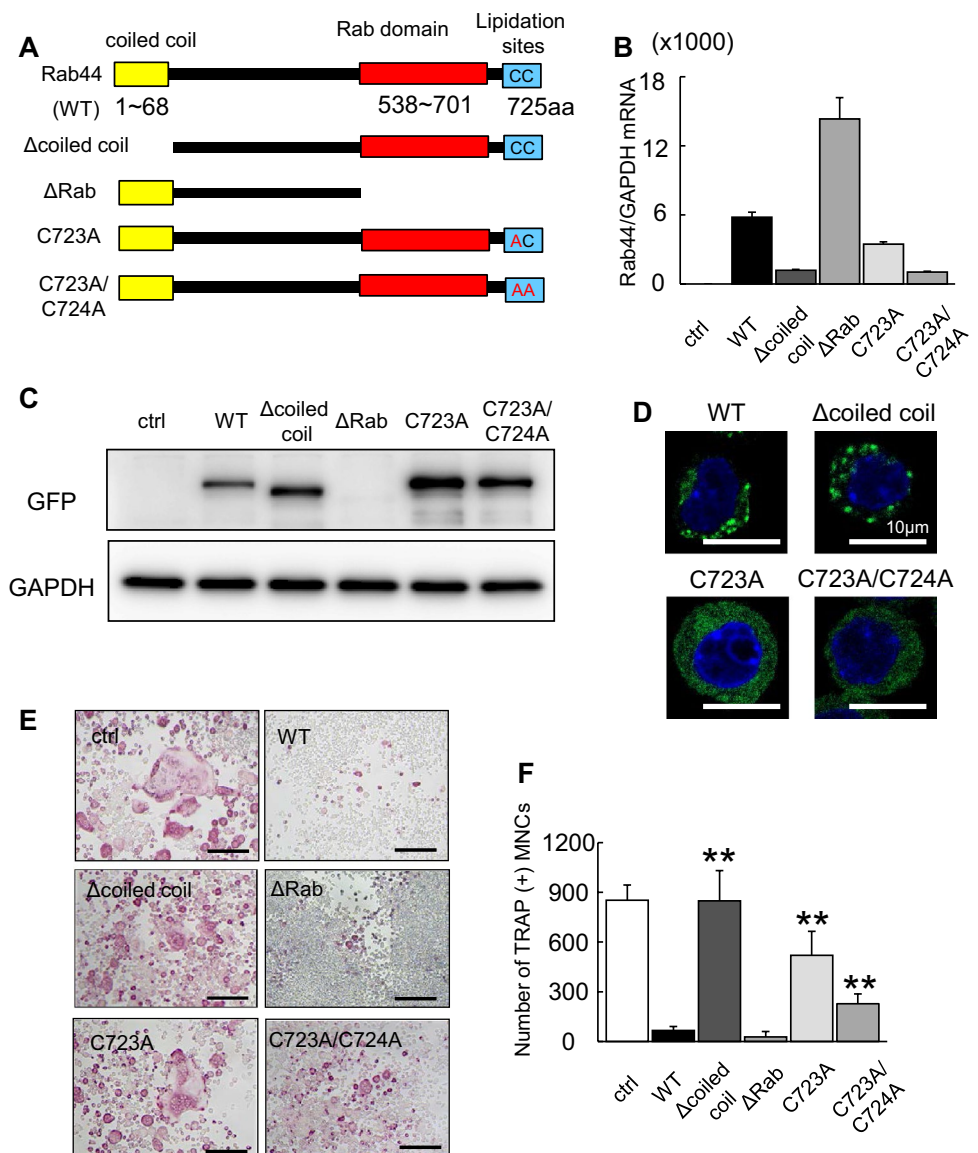 A
coiled coil
Rab domain
Lipidation
sites
Rab44
CC
(WT)
1~68
538~701
725aa
Δcoiled coil
CC
ΔRab
C723A
AC
C723A/
C724A
AA
B
(x1000)
Rab44/GAPDH mRNA
18
12
6
0
ctrl
WT
Δcoiled
coil
ΔRab
C723A
C723A/
C724A
C
ctrl
WT
Δcoiled
coil
ΔRab
C723A
C723A/
C724A
GFP
GAPDH
D
WT
Δcoiled coil
10μm
C723A
C723A/C724A
E
ctrl
WT
Δcoiled coil
ΔRab
C723A
C723A/C724A
F
Number of TRAP (+) MNCs
1200
900
600
300
0
**
**
**
ctrl
WT
Δcoiled
coil
ΔRab
C723A
C723A/
C724A